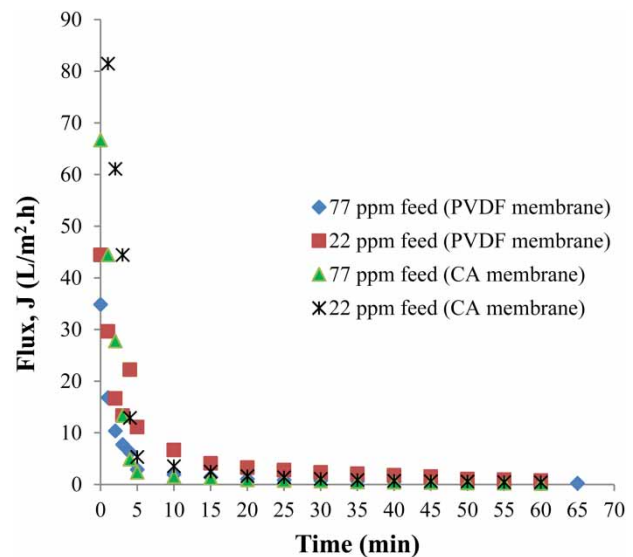 Flux, J (L/m².h)
90
80
70
60
50
40
30
20
10
0
77 ppm feed (PVDF membrane)
22 ppm feed (PVDF membrane)
77 ppm feed (CA membrane)
22 ppm feed (CA membrane)
0 5 10 15 20 25 30 35 40 45 50 55 60 65 70
Time (min)